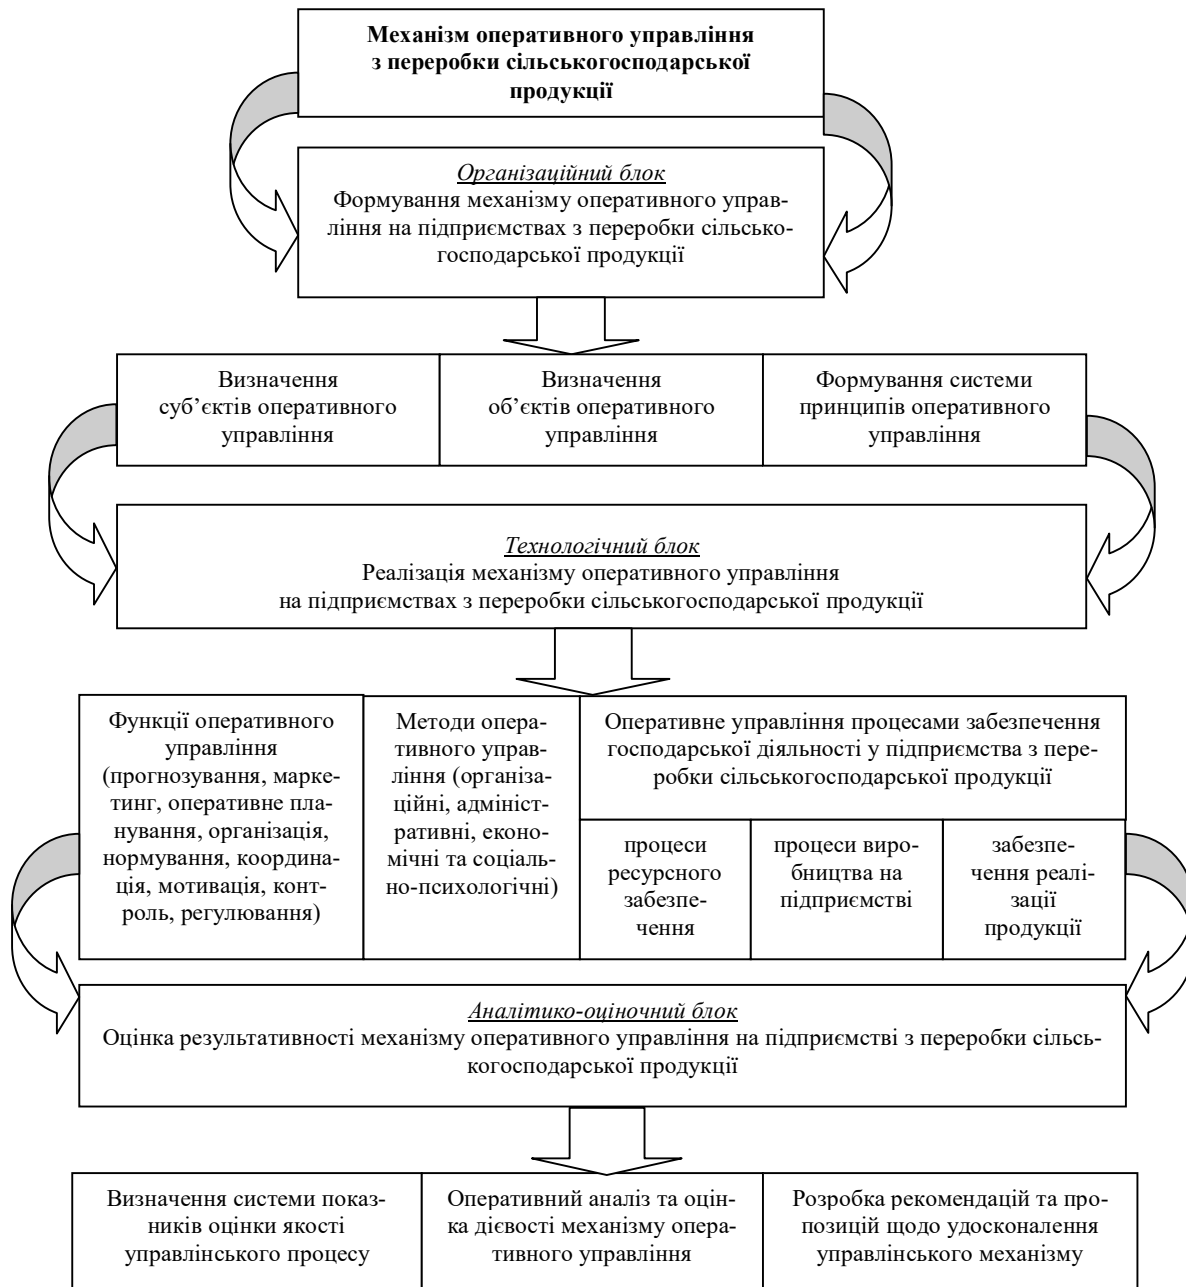 Механізм оперативного управління
з переробки сільськогосподарської
продукції
Організаційний блок
Формування механізму оперативного управ-
ління на підприємствах з переробки сільсько-
господарської продукції
Визначення
суб’єктів оперативного
управління
Визначення
об’єктів оперативного
управління
Формування системи
принципів оперативного
управління
Технологічний блок
Реалізація механізму оперативного управління
на підприємствах з переробки сільськогосподарської продукції
Функції оперативного
управління
(прогнозування, марке-
тинг, оперативне пла-
нування, організація,
нормування, координа-
ція, мотивація, конт-
роль, регулювання)
Методи опера-
тивного управ-
ління (організа-
ційні, адмініст-
ративні, еконо-
мічні та соціаль-
но-психологічні)
Оперативне управління процесами забезпечення
господарської діяльності у підприємства з пере-
робки сільськогосподарської продукції
процеси
ресурсного
забезпе-
чення
процеси виро-
бництва на
підприємстві
забезпе-
чення реалі-
зації
продукції
Аналітико-оціночний блок
Оцінка результативності механізму оперативного управління на підприємстві з переробки сільсь-
когосподарської продукції
Визначення системи показ-
ників оцінки якості
управлінського процесу
Оперативний аналіз та оцін-
ка дієвості механізму опера-
тивного управління
Розробка рекомендацій та про-
позицій щодо удосконалення
управлінського механізму